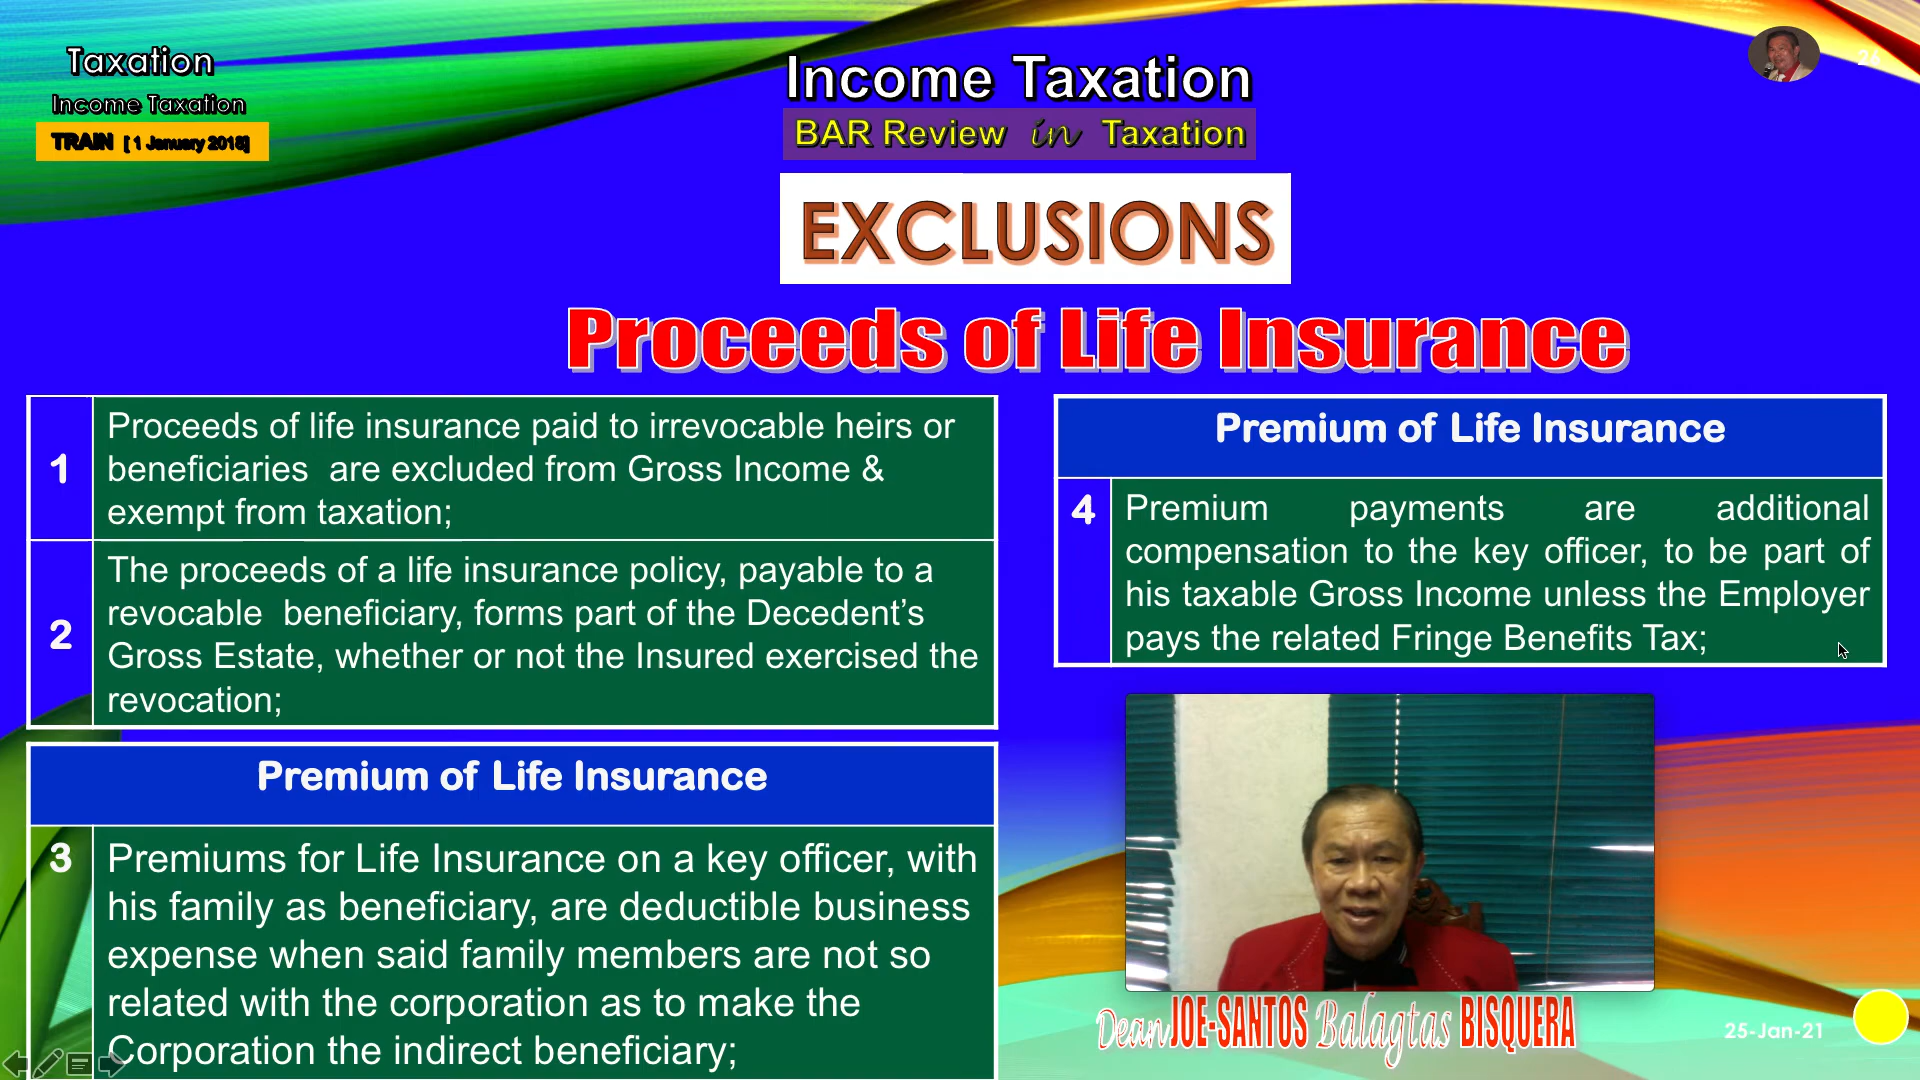 Taxation
Income Taxation
TRAIN [ 1 January 2018]
Income Taxation
BAR Review in Taxation
26
EXCLUSIONS
Proceeds of Life Insurance
1
Proceeds of life insurance paid to irrevocable heirs or
beneficiaries are excluded from Gross Income &
exempt from taxation;
2
The proceeds of a life insurance policy, payable to a
revocable beneficiary, forms part of the Decedent’s
Gross Estate, whether or not the Insured exercised the
revocation;
Premium of Life Insurance
3
Premiums for Life Insurance on a key officer, with
his family as beneficiary, are deductible business
expense when said family members are not so
related with the corporation as to make the
Corporation the indirect beneficiary;
Premium of Life Insurance
4
Premium payments are additional
compensation to the key officer, to be part of
his taxable Gross Income unless the Employer
pays the related Fringe Benefits Tax;
Dean JOE-SANTOS Balagtas BISQUERA
25-Jan-21